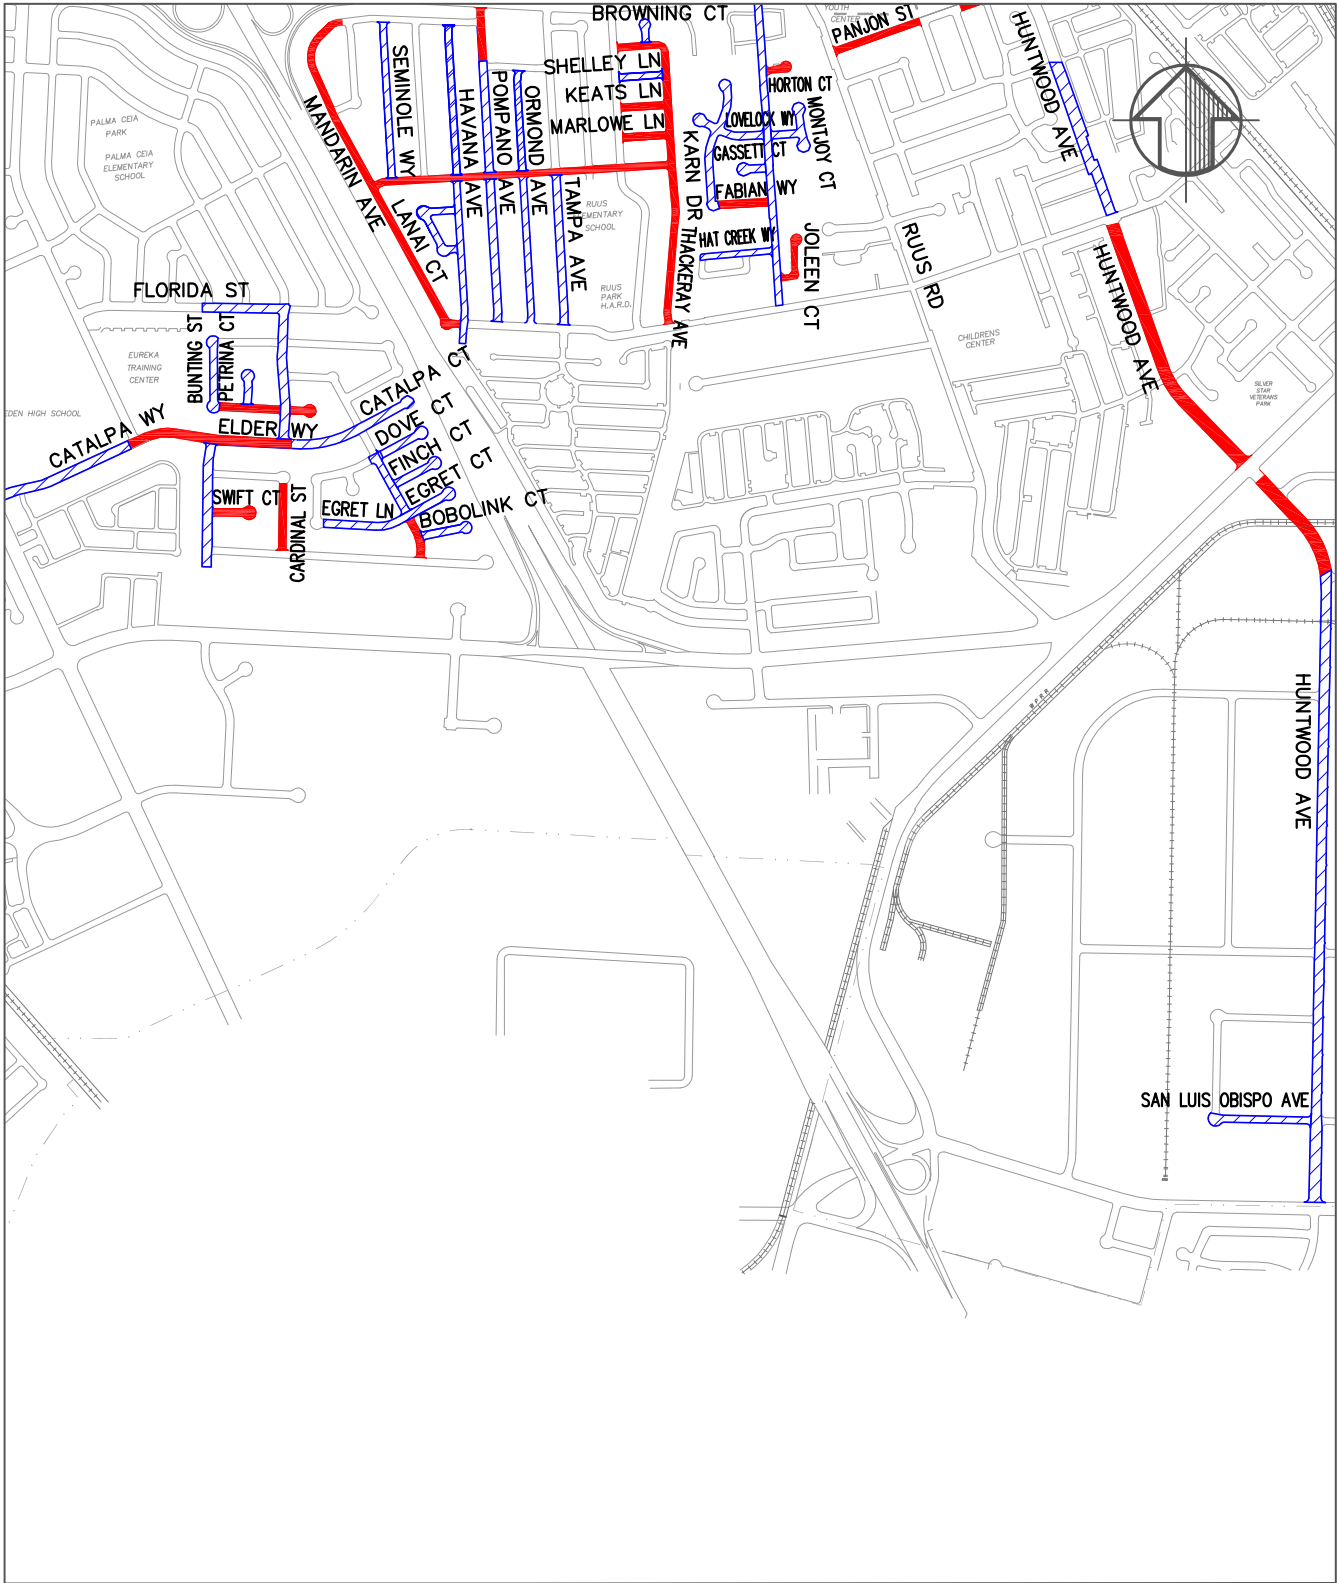 BROWNING CT
YOUTH
CENTER
PANJON ST
HUNTWOOD AVE
SEMINOLE WY
HAVANA AVE
POMPANO AVE
ORMOND AVE
SHELLEY LN
KEATS LN
MARLOWE LN
HORTON CT
LOVELOCK WY
MONTJOY CT
GASSETT CT
FABIAN WY
KARN DR
MANDARIN AVE
PALMA CEIA
PARK
PALMA CEIA
ELEMENTARY
SCHOOL
LANAI CT
TAMPA AVE
RUUS
ELEMENTARY
SCHOOL
THACKERAY AVE
HAT CREEK WY
JOLEEN CT
RUUS RD
HUNTWOOD AVE
RUUS
PARK
H.A.R.D.
FLORIDA ST
BUNTING ST
PETRINA CT
EUREKA
TRAINING
CENTER
CHILDRENS
CENTER
SILVER
STAR
VETERANS
PARK
EDEN HIGH SCHOOL
CATALPA WY
ELDER WY
CATALPA CT
DOVE CT
FINCH CT
EGRET CT
SWIFT CT
CARDINAL ST
EGRET LN
BOBOLINK CT
W.P.R.R.
HUNTWOOD AVE
SAN LUIS OBISPO AVE